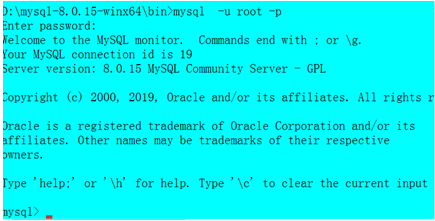 D:\mysql-8.0.15-winx64\bin>mysql  -u root -p
Enter password:
Welcome to the MySQL monitor.  Commands end with ; or \g.
Your MySQL connection id is 19
Server version: 8.0.15 MySQL Community Server - GPL
Copyright (c) 2000, 2019, Oracle and/or its affiliates. All rights r
Oracle is a registered trademark of Oracle Corporation and/or its
affiliates. Other names may be trademarks of their respective
owners.
Type 'help;' or '\h' for help. Type '\c' to clear the current input
mysql>